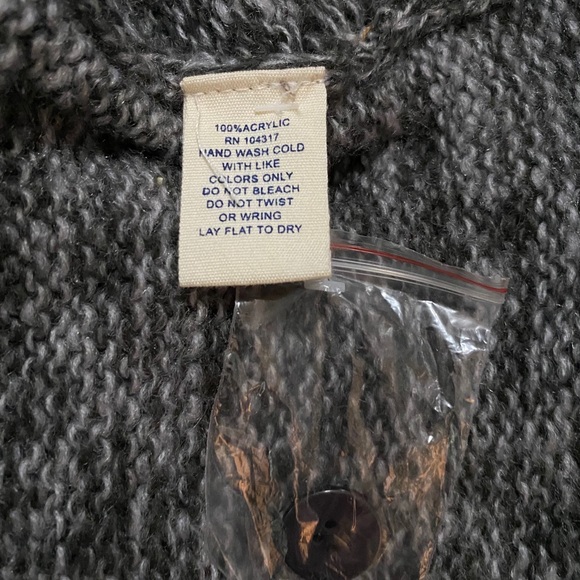 100%ACRYLIC
RN 104317
HAND WASH COLD
WITH LIKE
COLORS ONLY
DO NOT BLEACH
DO NOT TWIST
OR WRING
LAY FLAT TO DRY